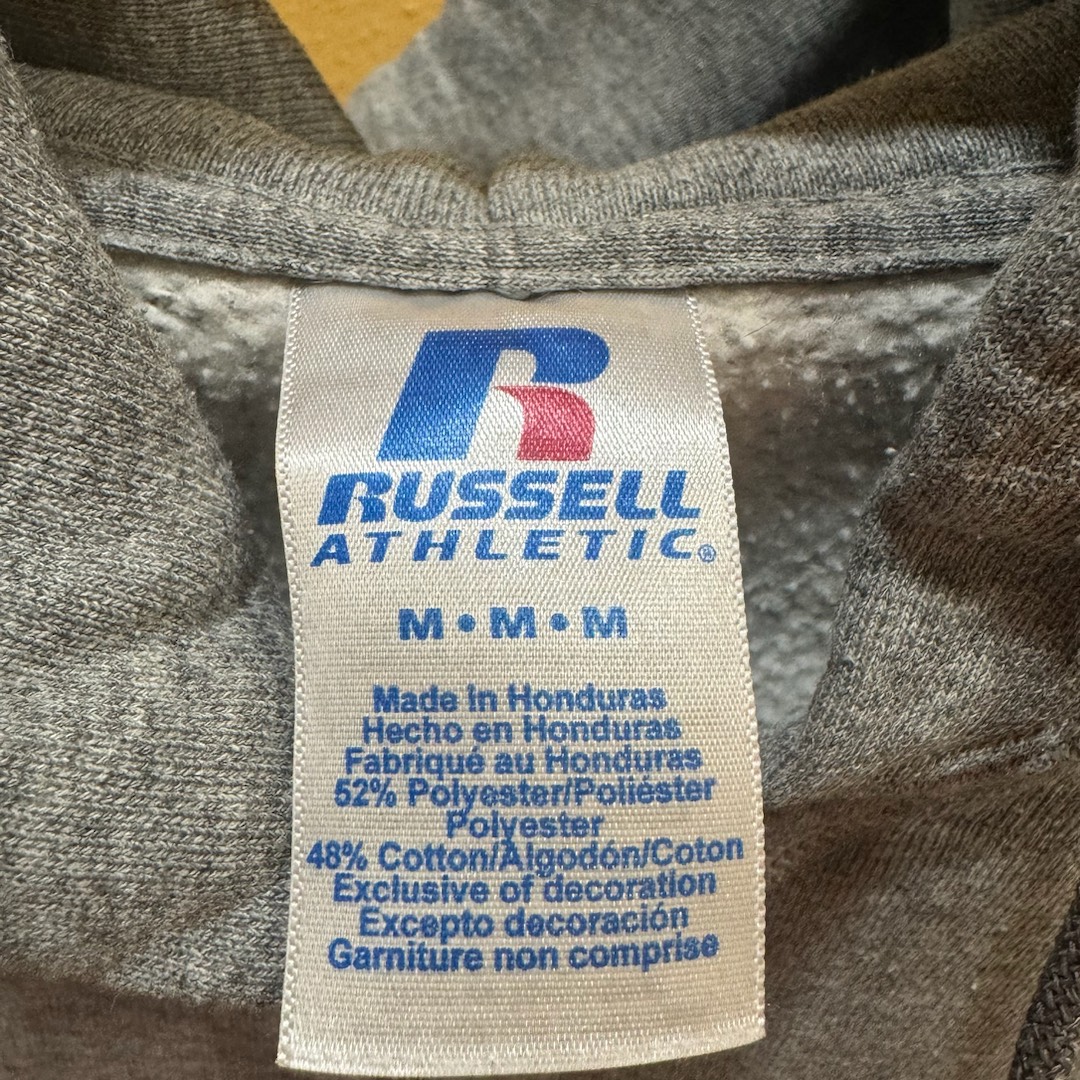 R
RUSSELL
ATHLETIC®
M • M • M
Made in Honduras
Hecho en Honduras
Fabriqué au Honduras
52% Polyester/Poliéster
Polyester
48% Cotton/Algodón/Coton
Exclusive of decoration
Excepto decoración
Garniture non comprise